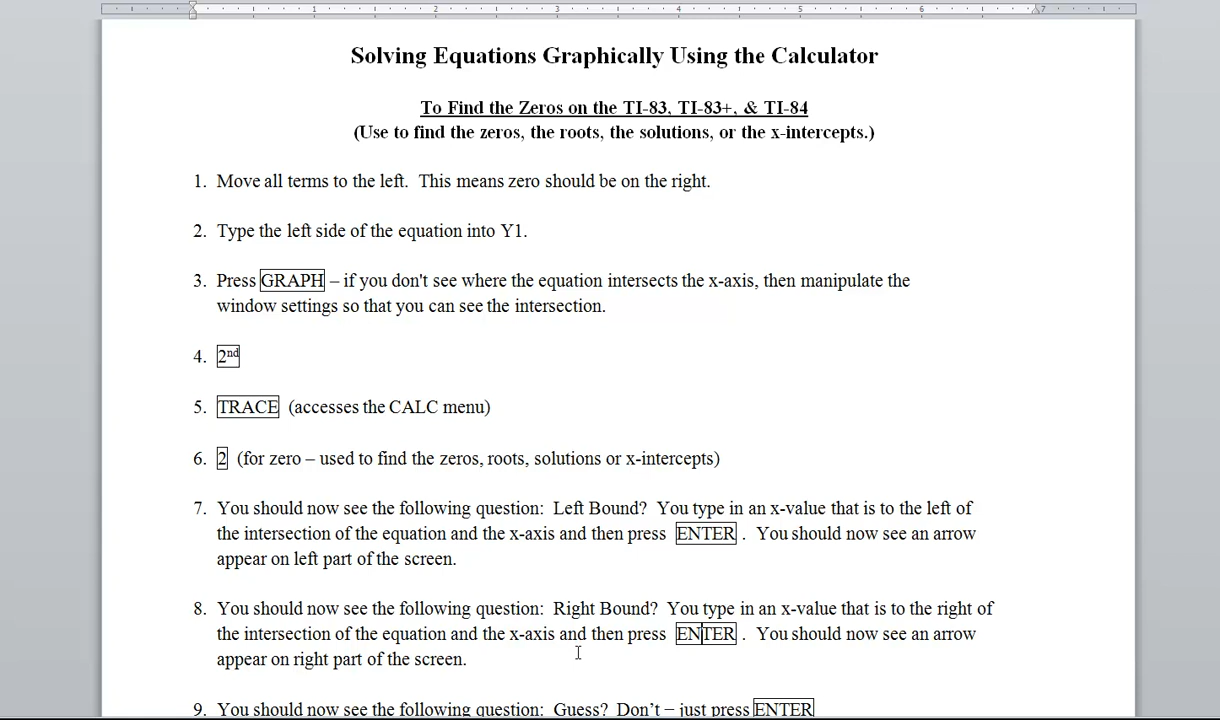 1 2 3 4 5 6 7
Solving Equations Graphically Using the Calculator
To Find the Zeros on the TI-83, TI-83+, & TI-84
(Use to find the zeros, the roots, the solutions, or the x-intercepts.)
1. Move all terms to the left. This means zero should be on the right.
2. Type the left side of the equation into Y1.
3. Press GRAPH – if you don't see where the equation intersects the x-axis, then manipulate the
window settings so that you can see the intersection.
4. 2nd
5. TRACE (accesses the CALC menu)
6. 2 (for zero – used to find the zeros, roots, solutions or x-intercepts)
7. You should now see the following question: Left Bound? You type in an x-value that is to the left of
the intersection of the equation and the x-axis and then press ENTER . You should now see an arrow
appear on left part of the screen.
8. You should now see the following question: Right Bound? You type in an x-value that is to the right of
the intersection of the equation and the x-axis and then press ENTER . You should now see an arrow
appear on right part of the screen.
9. You should now see the following question: Guess? Don’t – just press ENTER